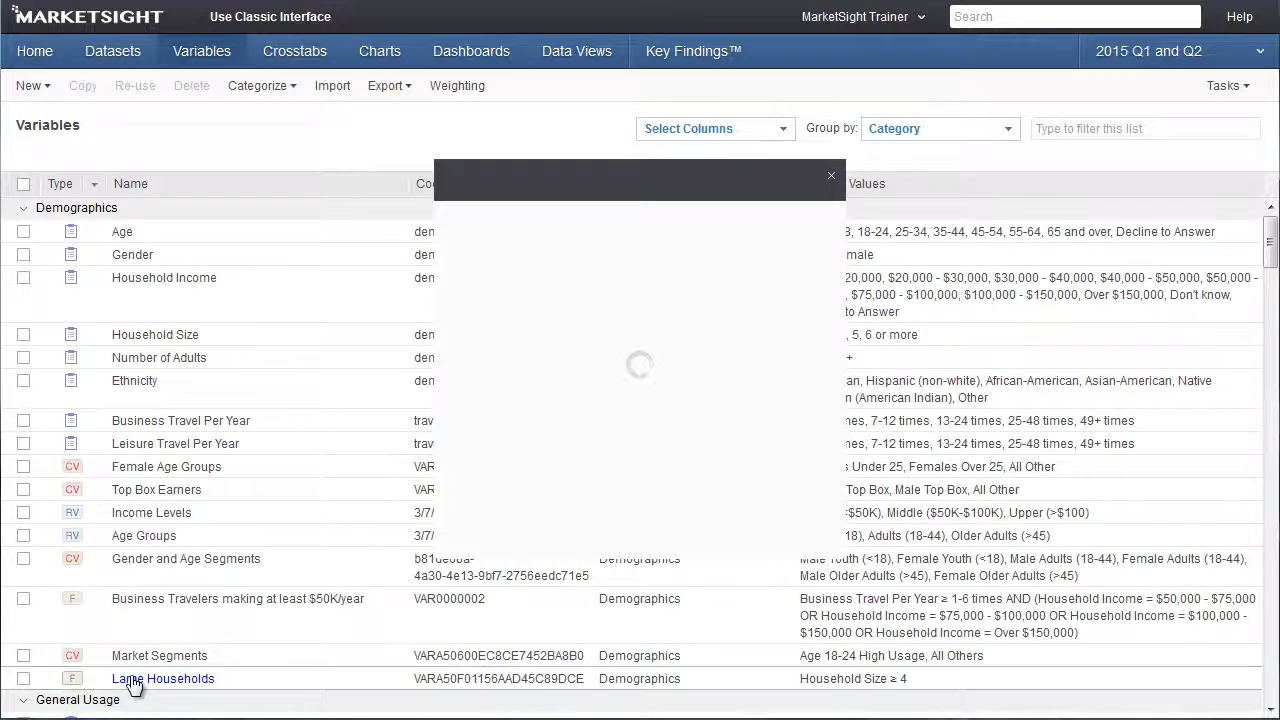 MARKETSIGHT Use Classic Interface MarketSight Trainer Search Help
Home Datasets Variables Crosstabs Charts Dashboards Data Views Key Findings™ 2015 Q1 and Q2
New Copy Re-use Delete Categorize Import Export Weighting Tasks
Variables Select Columns Group by: Category Type to filter this list
Type Name Values
Demographics
Age 18-24, 25-34, 35-44, 45-54, 55-64, 65 and over, Decline to Answer
Gender
Household Income $20,000, $20,000 - $30,000, $30,000 - $40,000, $40,000 - $50,000, $50,000 -
$75,000 - $100,000, $100,000 - $150,000, Over $150,000, Don't know,
to Answer
Household Size 5, 6 or more
Number of Adults
Ethnicity Hispanic (non-white), African-American, Asian-American, Native
(American Indian), Other
Business Travel Per Year 7-12 times, 13-24 times, 25-48 times, 49+ times
Leisure Travel Per Year 7-12 times, 13-24 times, 25-48 times, 49+ times
CV Female Age Groups Under 25, Females Over 25, All Other
CV Top Box Earners Top Box, Male Top Box, All Other
RV Income Levels Middle ($50K-$100K), Upper (>$100)
RV Age Groups Adults (18-44), Older Adults (>45)
CV Gender and Age Segments Demographics Male Youth (<18), Female Youth (<18), Male Adults (18-44), Female Adults (18-44),
4a30-4e13-9bf7-2756eedc71e5 Male Older Adults (>45), Female Older Adults (>45)
F Business Travelers making at least $50K/year VAR0000002 Demographics Business Travel Per Year ≥ 1-6 times AND (Household Income = $50,000 - $75,000
OR Household Income = $75,000 - $100,000 OR Household Income = $100,000 -
$150,000 OR Household Income = Over $150,000)
CV Market Segments VARA50600EC8CE7452BA8B0 Demographics Age 18-24 High Usage, All Others
F Large Households VARA50F01156AAD45C89DCE Demographics Household Size ≥ 4
General Usage